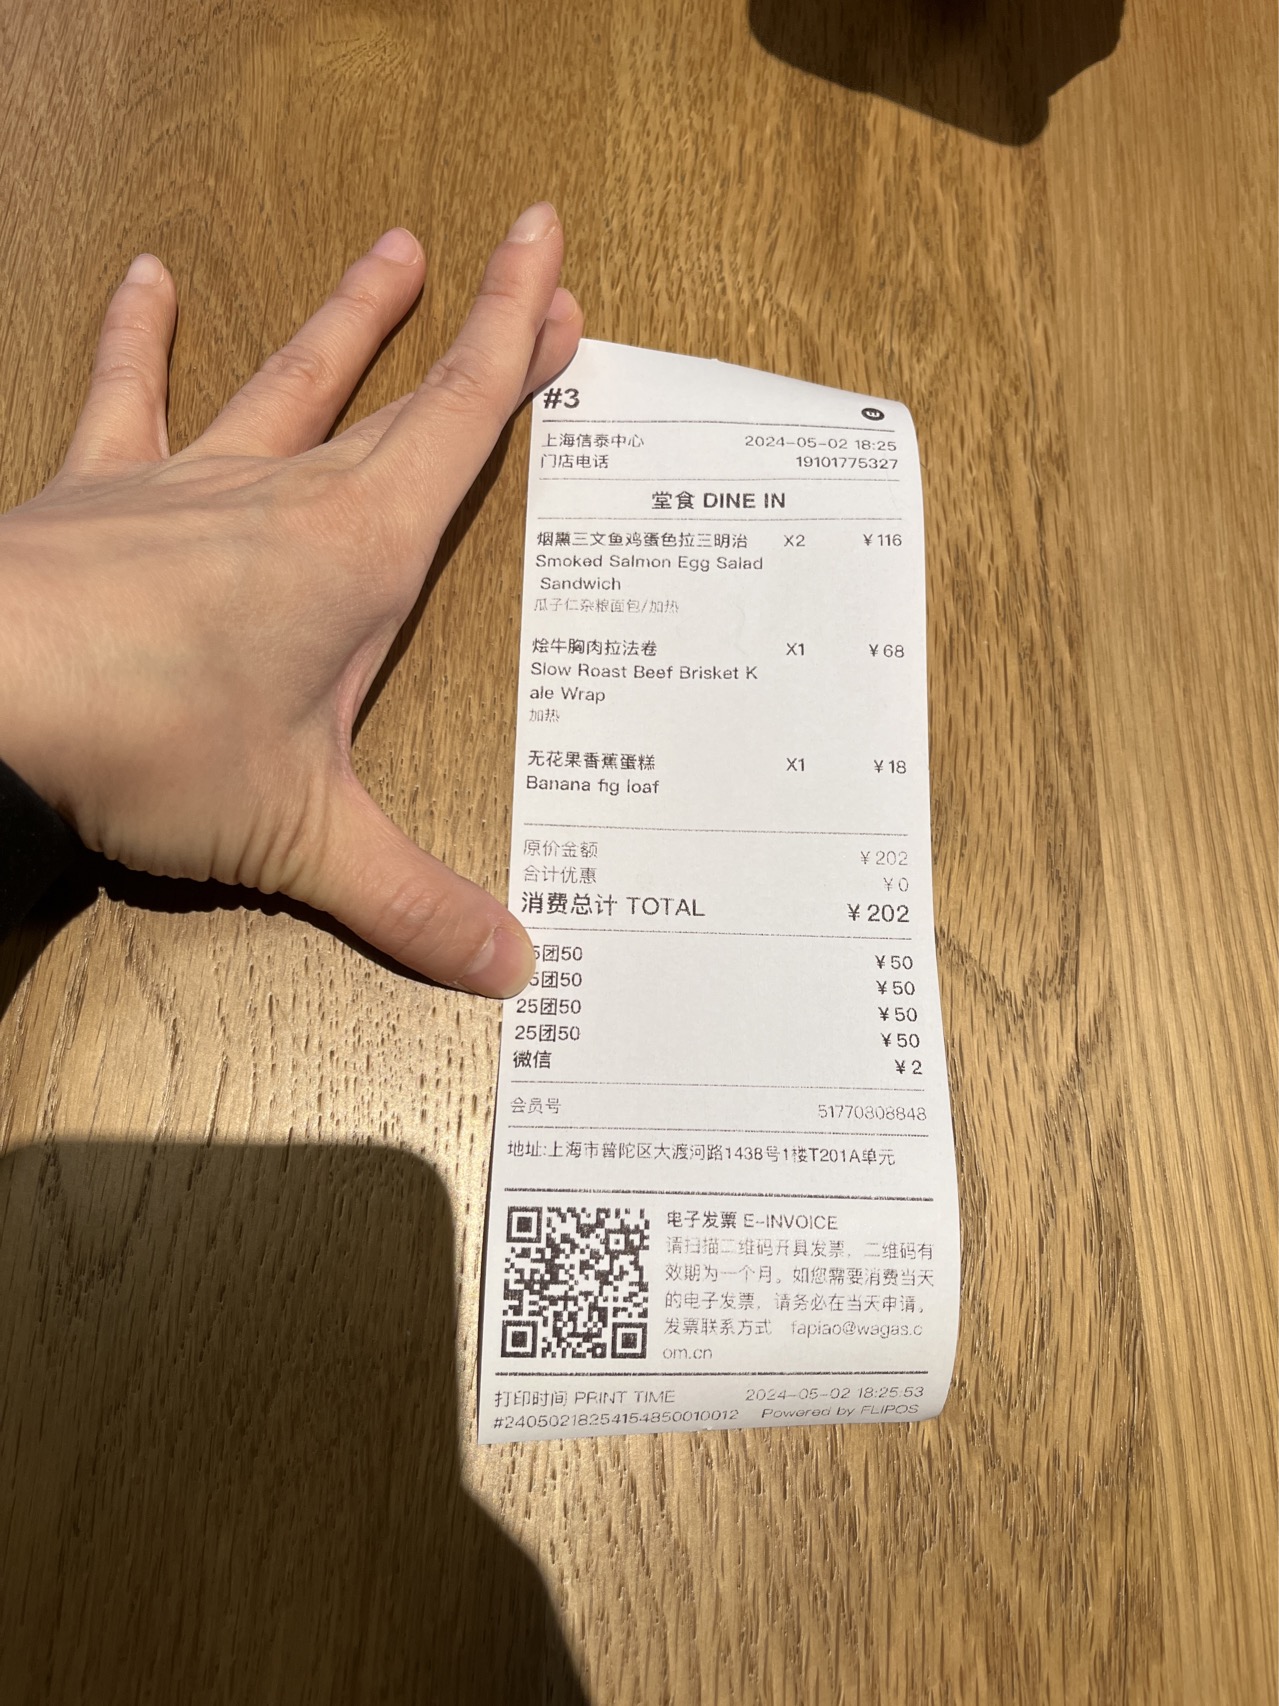 #3
上海信泰中心 2024-05-02 18:25
门店电话 19101775327
堂食 DINE IN
烟熏三文鱼鸡蛋色拉三明治 X2 ¥116
Smoked Salmon Egg Salad
Sandwich
瓜子仁杂粮面包/加热
烩牛胸肉拉法卷 X1 ¥68
Slow Roast Beef Brisket K
ale Wrap
加热
无花果香蕉蛋糕 X1 ¥18
Banana fig loaf
原价金额 ¥202
合计优惠 ¥0
消费总计 TOTAL ¥202
5团50 ¥50
5团50 ¥50
25团50 ¥50
25团50 ¥50
微信 ¥2
会员号 51770808848
地址:上海市普陀区大渡河路1438号1楼T201A单元
电子发票 E-INVOICE
请扫描二维码开具发票，二维码有
效期为一个月。如您需要消费当天
的电子发票，请务必在当天申请。
发票联系方式 fapiao@wagas.c
om.cn
打印时间 PRINT TIME 2024-05-02 18:25:53
#240502182541548500​10012 Powered by FLIPOS